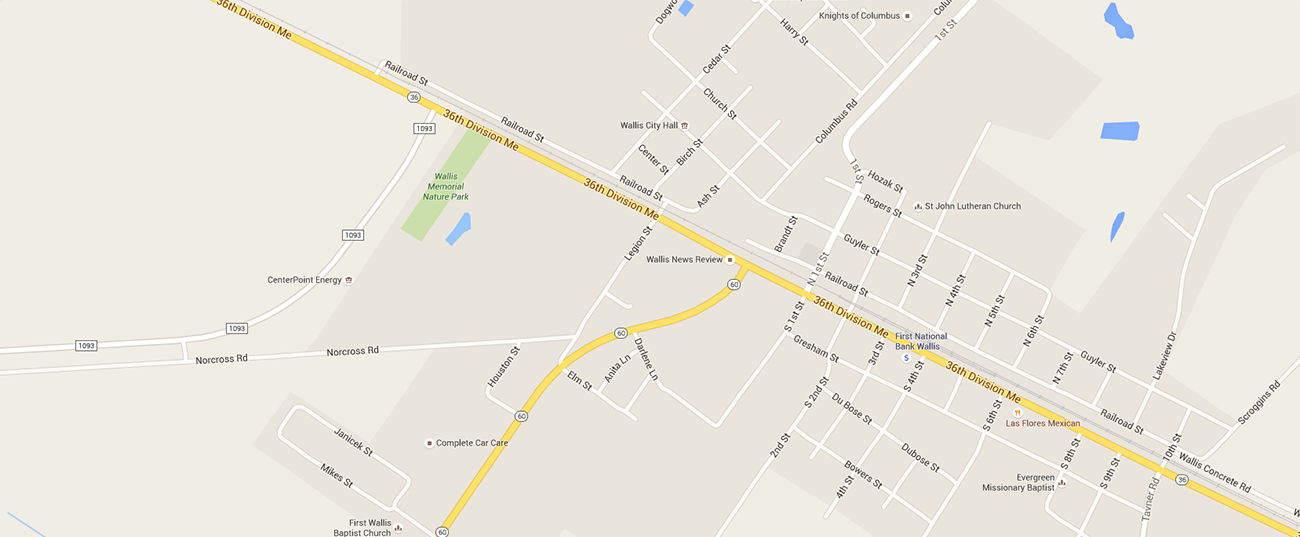 36th Division Me
Knights of Columbus
1st St
Harry St
Cedar St
Railroad St
36
Church St
Columbus Rd
1093
36th Division Me
Railroad St
Wallis City Hall
Center St
Birch St
1st St
Hozak St
Wallis
Memorial
Nature Park
36th Division Me
Railroad St
Ash St
Rogers St
St John Lutheran Church
1093
Legion St
Brandt St
Guyler St
Wallis News Review
N 1st St
N 3rd St
CenterPoint Energy
60
Railroad St
N 4th St
N 5th St
N 6th St
1093
1093
60
S 1st St
36th Division Me
First National
Bank Wallis
Norcross Rd
Norcross Rd
Gresham St
3rd St
Guyler St
Lakeview Dr
Houston St
Anita Ln
Darlene Ln
Elm St
S 2nd St
S 4th St
36th Division Me
N 7th St
Scroggins Rd
60
Du Bose St
S 6th St
Las Flores Mexican
Railroad St
Janicek St
Complete Car Care
2nd St
Dubose St
S 8th St
10th St
Mikes St
Bowers St
4th St
Evergreen
Missionary Baptist
S 9th St
Wallis Concrete Rd
36
Tavner Rd
First Wallis
Baptist Church
60